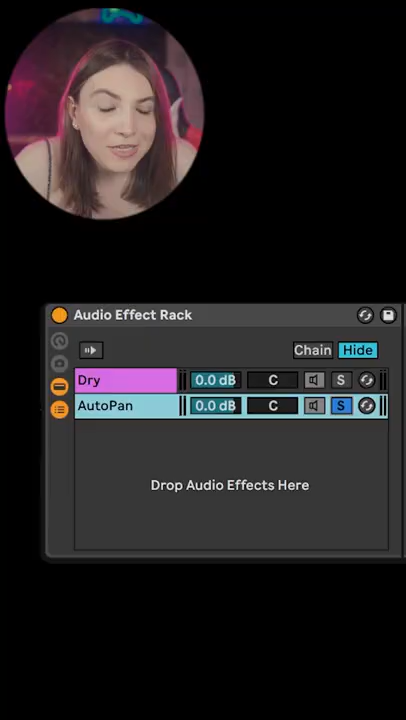 Audio Effect Rack
Chain Hide
Dry 0.0 dB C S
AutoPan 0.0 dB C S
Drop Audio Effects Here